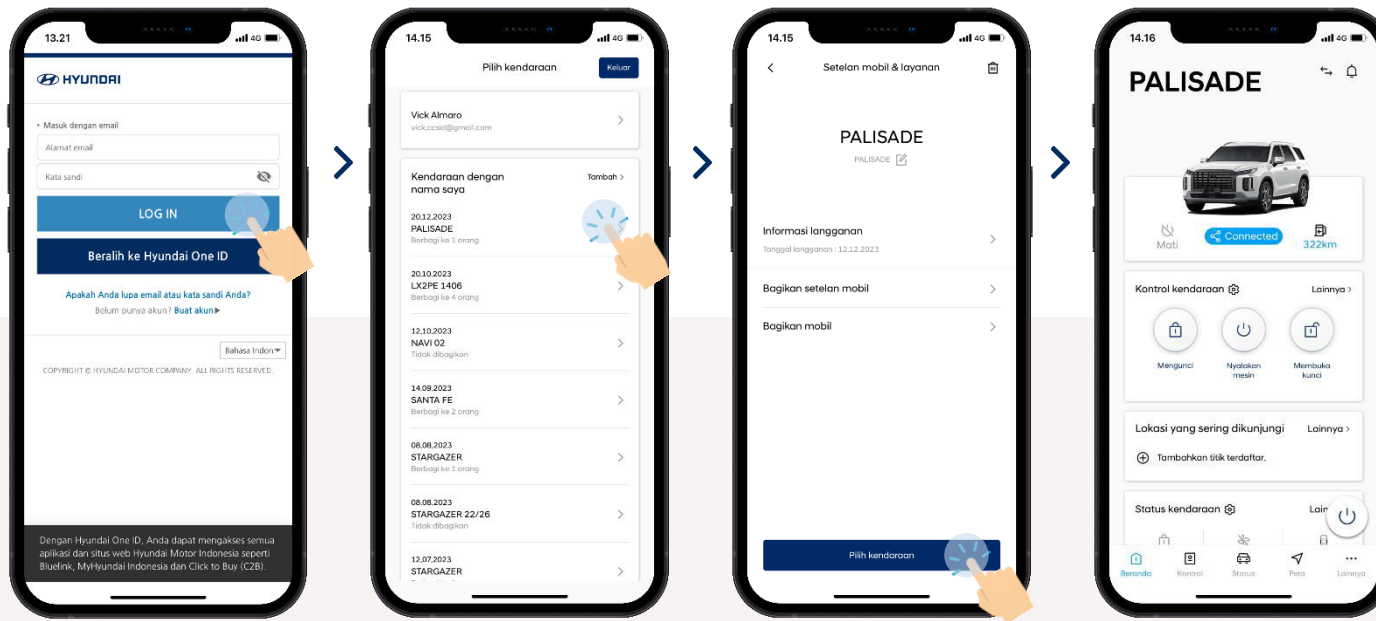 13.21
4G
HYUNDAI
• Masuk dengan email
Alamat email
Kata sandi
LOG IN
Beralih ke Hyundai One ID
Apakah Anda lupa email atau kata sandi Anda?
Belum punya akun? Buat akun▶
Bahasa Indon
COPYRIGHT © HYUNDAI MOTOR COMPANY. ALL RIGHTS RESERVED.
Dengan Hyundai One ID, Anda dapat mengakses semua
aplikasi dan situs web Hyundai Motor Indonesia seperti
Bluelink, MyHyundai Indonesia dan Click to Buy (C2B).
14.15
4G
Pilih kendaraan
Keluar
Vick Almaro
vick.ccsid@gmail.com
Kendaraan dengan
nama saya
Tambah >
20.12.2023
PALISADE
Berbagi ke 1 orang
20.10.2023
LX2PE 1406
Berbagi ke 4 orang
12.10.2023
NAVI 02
Tidak dibagikan
14.09.2023
SANTA FE
Berbagi ke 2 orang
08.08.2023
STARGAZER
Berbagi ke 1 orang
08.08.2023
STARGAZER 22/26
Tidak dibagikan
12.07.2023
STARGAZER
14.15
4G
Setelan mobil & layanan
PALISADE
PALISADE
Informasi langganan
Tanggal langganan : 12.12.2023
Bagikan setelan mobil
Bagikan mobil
Pilih kendaraan
14.16
4G
PALISADE
Mati
Connected
322km
Kontrol kendaraan
Lainnya >
Mengunci
Nyalakan
mesin
Membuka
kunci
Lokasi yang sering dikunjungi
Lainnya >
Tambahkan titik terdaftar.
Status kendaraan
Beranda
Kontrol
Status
Peta
Lainnya